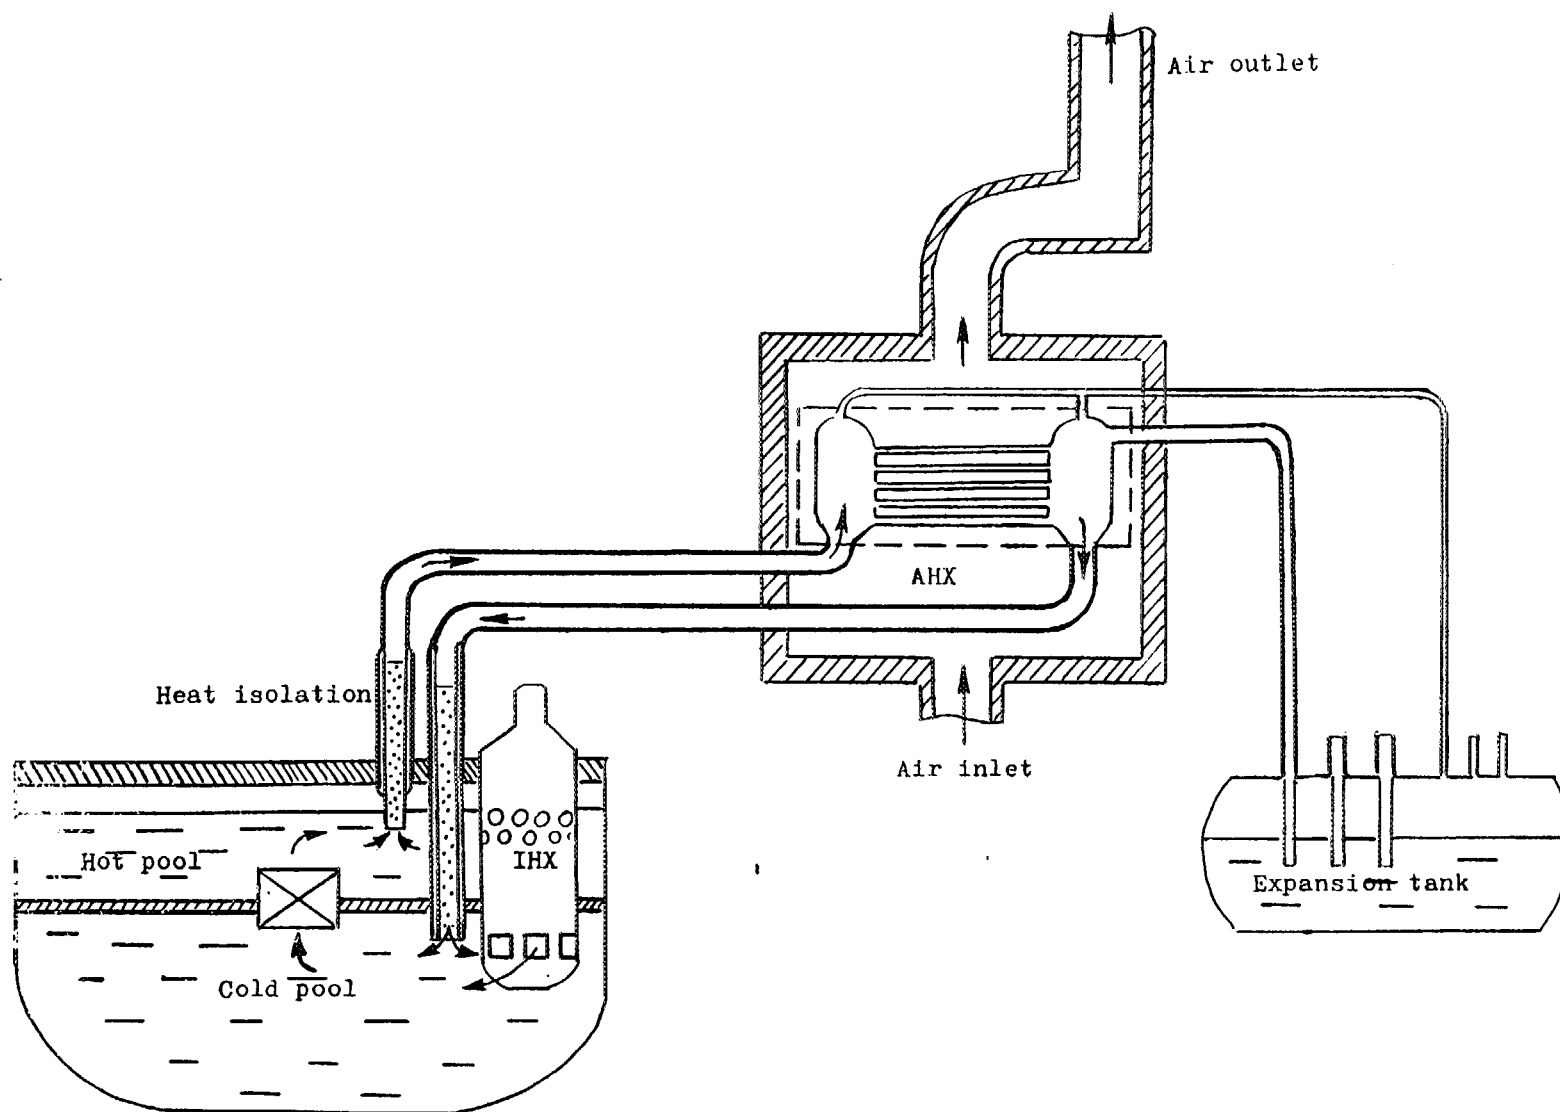 Air outlet
AHX
Heat isolation
Air inlet
Hot pool
IHX
Expansion tank
Cold pool